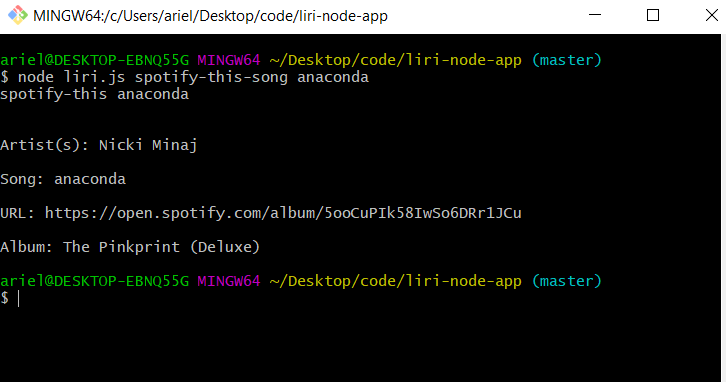 MINGW64:/c/Users/ariel/Desktop/code/liri-node-app
ariel@DESKTOP-EBNQ55G MINGW64 ~/Desktop/code/liri-node-app (master)
$ node liri.js spotify-this-song anaconda
spotify-this anaconda
Artist(s): Nicki Minaj
Song: anaconda
URL: https://open.spotify.com/album/5ooCuPIk58IwSo6DRr1JCu
Album: The Pinkprint (Deluxe)
ariel@DESKTOP-EBNQ55G MINGW64 ~/Desktop/code/liri-node-app (master)
$